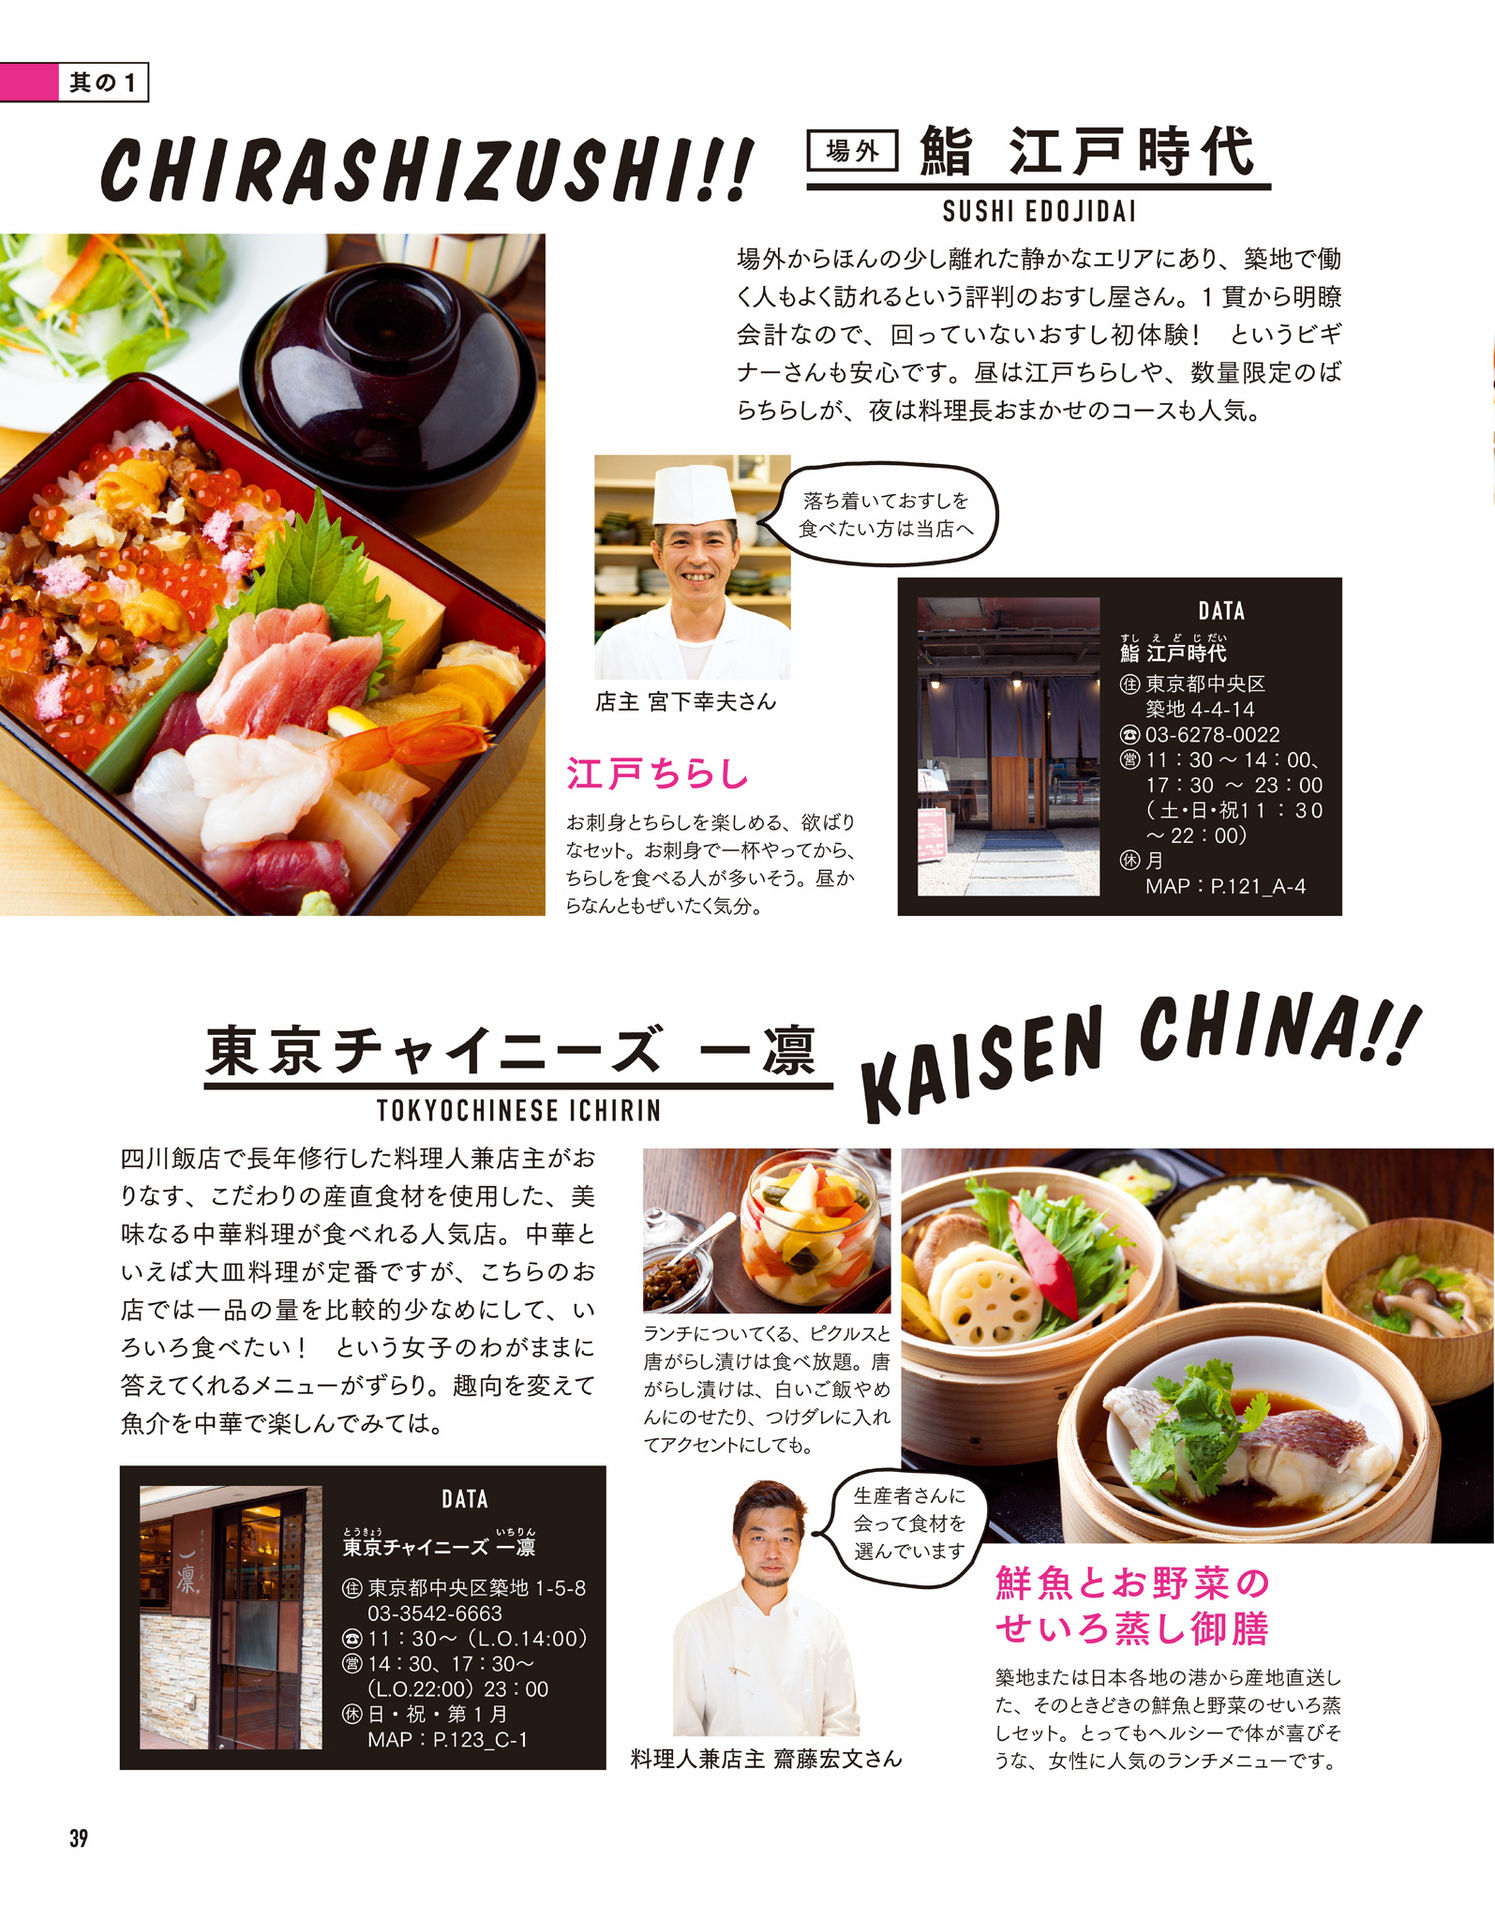 其の1
CHIRASHIZUSHI!!
場外 鮨 江戸時代
SUSHI EDOJIDAI
場外からほんの少し離れた静かなエリアにあり、築地で働
く人もよく訪れるという評判のおすし屋さん。1貫から明瞭
会計なので、回っていないおすし初体験！ というビギ
ナーさんも安心です。昼は江戸ちらしや、数量限定のば
らちらしが、夜は料理長おまかせのコースも人気。
落ち着いておすしを
食べたい方は当店へ
店主 宮下幸夫さん
江戸ちらし
お刺身とちらしを楽しめる、欲ばり
なセット。お刺身で一杯やってから、
ちらしを食べる人が多いそう。昼か
らなんともぜいたく気分。
DATA
すし えどじだい
鮨 江戸時代
住 東京都中央区
築地 4-4-14
☎ 03-6278-0022
営 11：30～14：00、
17：30～23：00
（土・日・祝11：30
～22：00）
休 月
MAP：P.121_A-4
東京チャイニーズ 一凛
TOKYOCHINESE ICHIRIN
KAISEN CHINA!!
四川飯店で長年修行した料理人兼店主がお
りなす、こだわりの産直食材を使用した、美
味なる中華料理が食べれる人気店。中華と
いえば大皿料理が定番ですが、こちらのお
店では一品の量を比較的少なめにして、い
ろいろ食べたい！ という女子のわがままに
答えてくれるメニューがずらり。趣向を変えて
魚介を中華で楽しんでみては。
ランチについてくる、ピクルスと
唐がらし漬けは食べ放題。唐
がらし漬けは、白いご飯やめ
んにのせたり、つけダレに入れ
てアクセントにしても。
一凛
DATA
とうきょう いちりん
東京チャイニーズ 一凛
住 東京都中央区築地 1-5-8
03-3542-6663
☎ 11：30～（L.O.14:00）
営 14：30、17：30～
（L.O.22:00）23：00
休 日・祝・第1月
MAP：P.123_C-1
生産者さんに
会って食材を
選んでいます
料理人兼店主 齋藤宏文さん
鮮魚とお野菜の
せいろ蒸し御膳
築地または日本各地の港から産地直送し
た、そのときどきの鮮魚と野菜のせいろ蒸
しセット。とってもヘルシーで体が喜びそ
うな、女性に人気のランチメニューです。
39